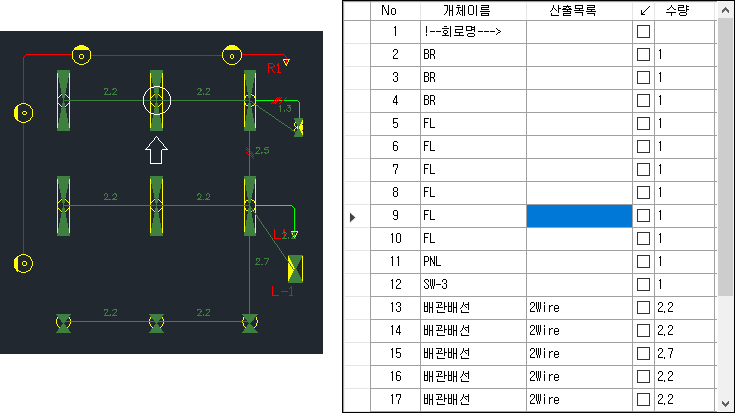 R1
2.2 2.2
1.3
2.5
2.2 2.2
L
2.7
L-1
2.2 2.2
No 개체이름 산출목록 ↙ 수량
1 !--회로명--->
2 BR 1
3 BR 1
4 BR 1
5 FL 1
6 FL 1
7 FL 1
8 FL 1
9 FL 1
10 FL 1
11 PNL 1
12 SW-3 1
13 배관배선 2Wire 2,2
14 배관배선 2Wire 2,2
15 배관배선 2Wire 2,7
16 배관배선 2Wire 2,2
17 배관배선 2Wire 2,2